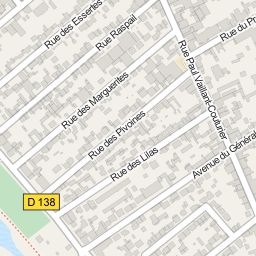 Rue des Essertes
Rue Raspail
Rue du Pr
Rue Paul Vaillant-Couturier
Rue des Marguerites
Rue des Pivoines
Rue des Lilas
Avenue du Général
D 138